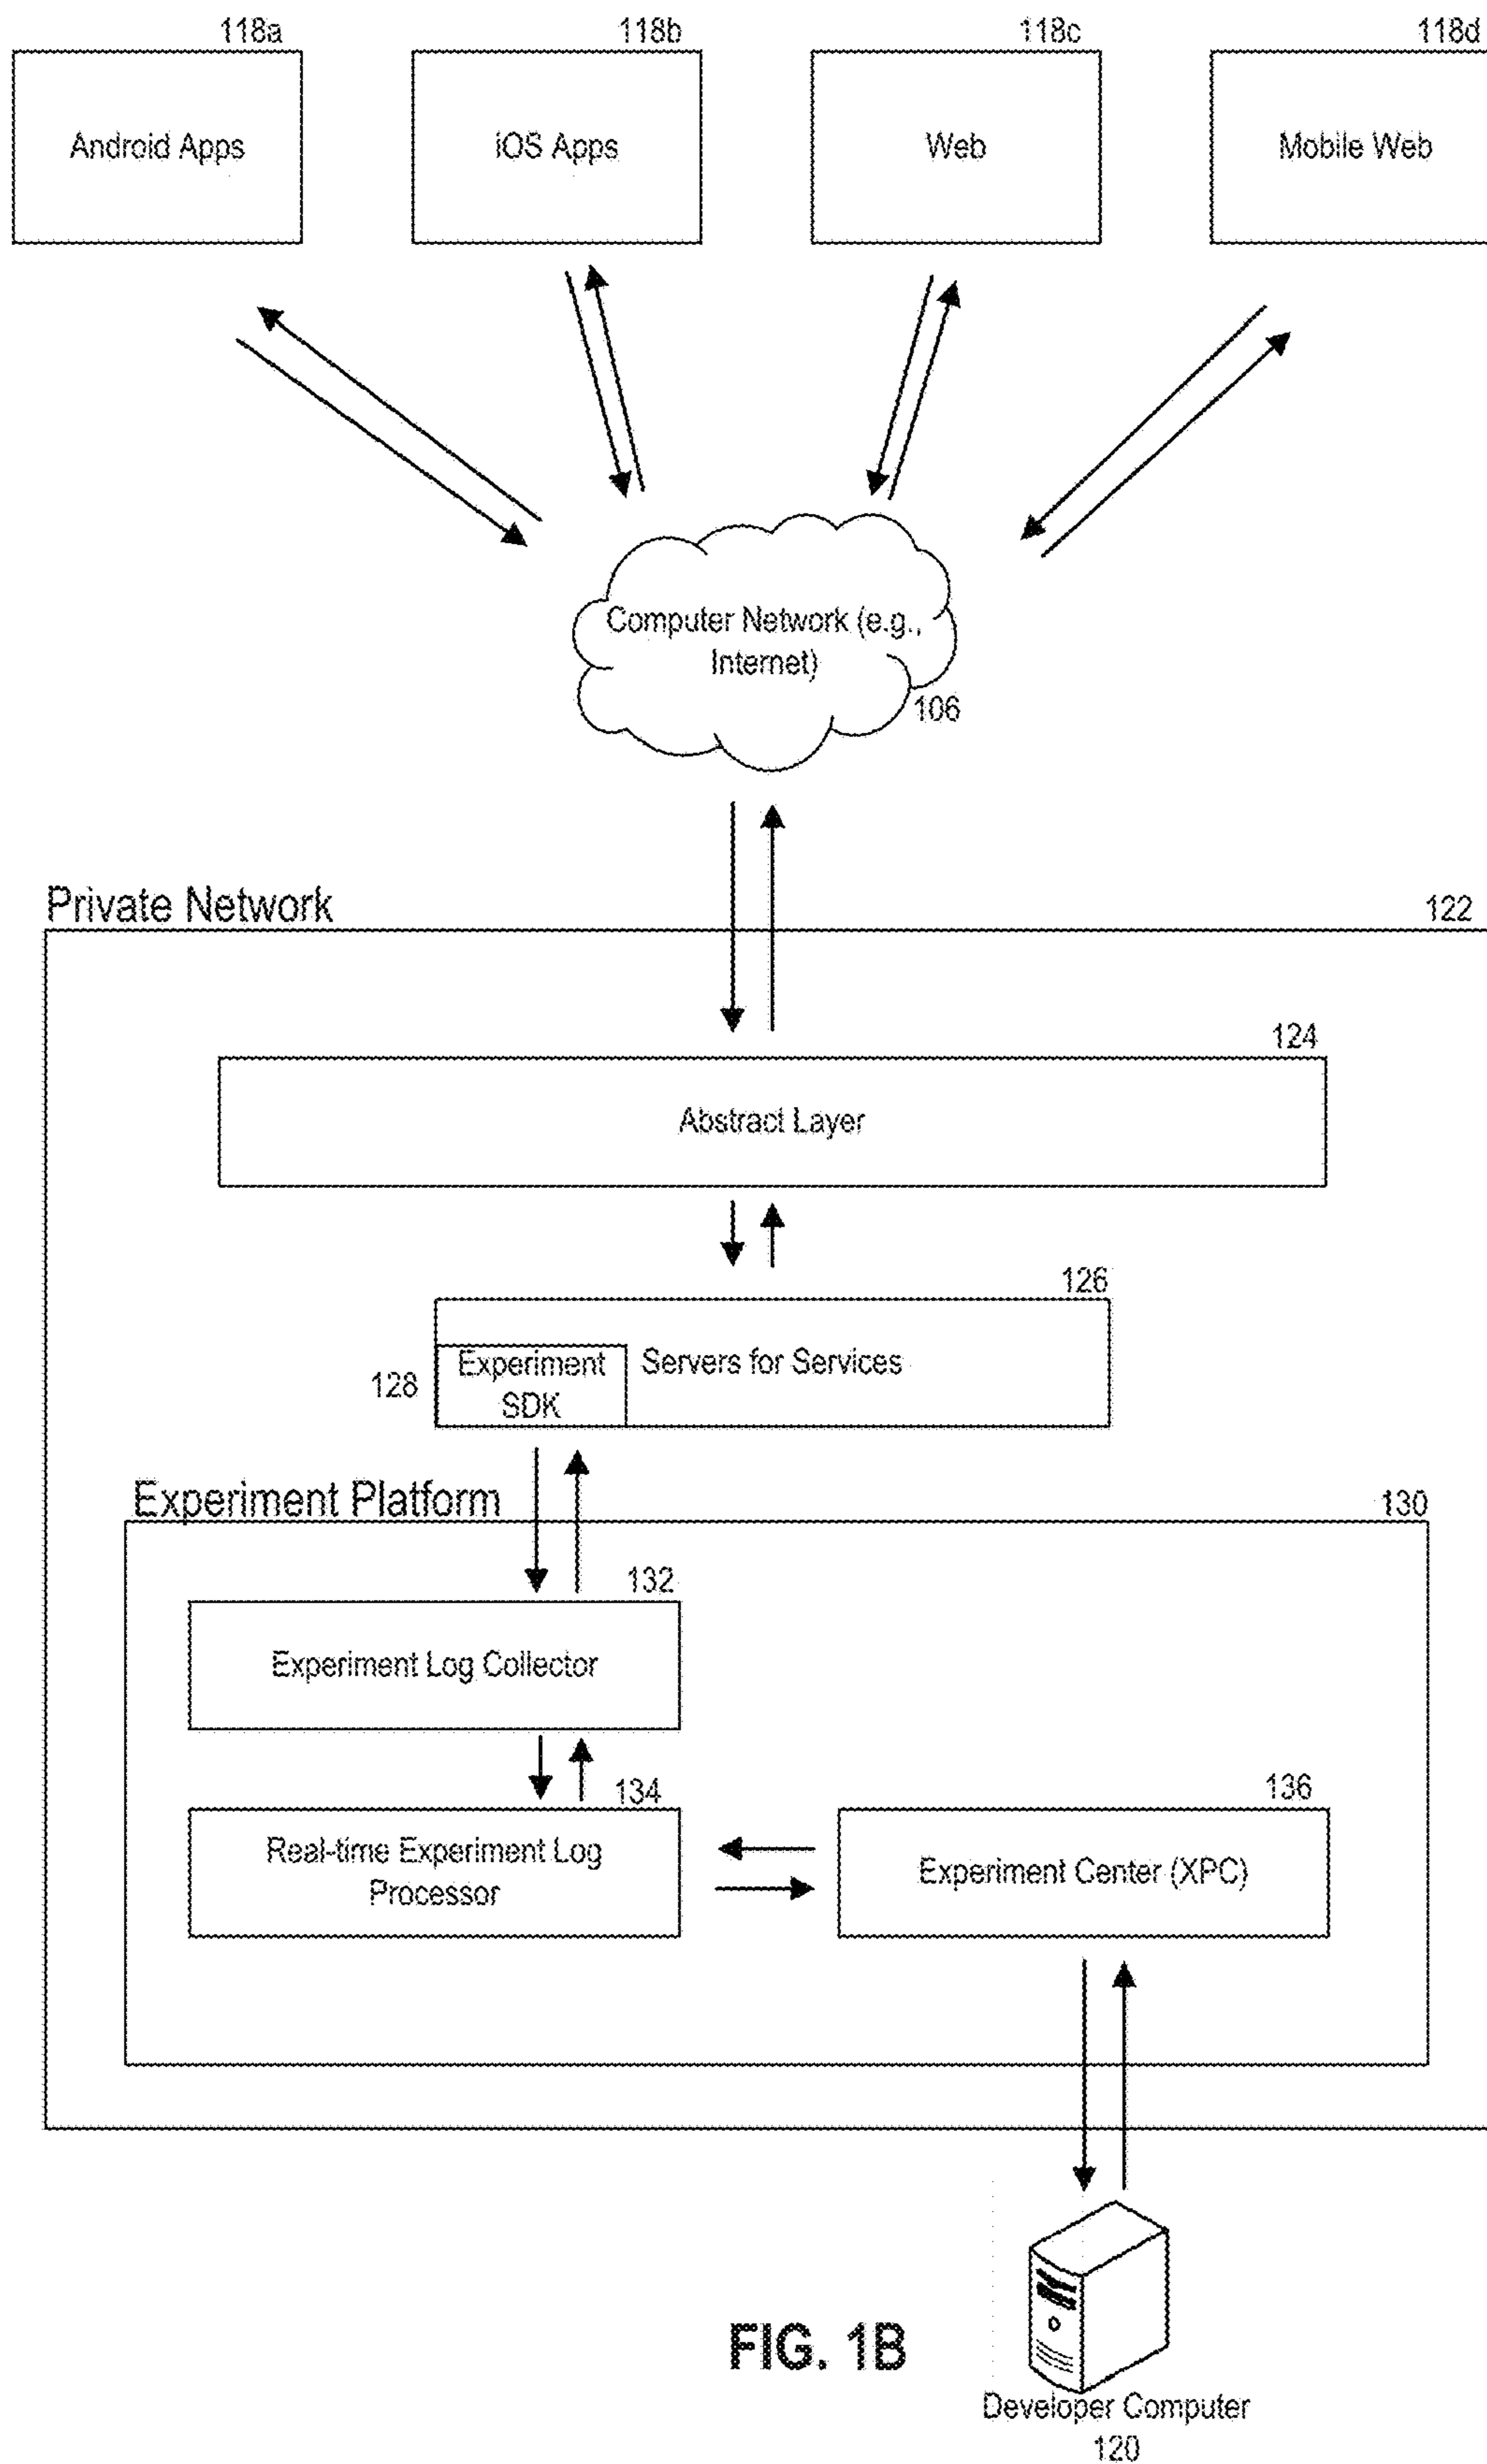 118a
118b
118c
118d
Android Apps
iOS Apps
Web
Mobile Web
Computer Network (e.g.,
Internet)
106
Private Network
122
124
Abstract Layer
126
Servers for Services
128
Experiment
SDK
Experiment Platform
130
132
Experiment Log Collector
134
Real-time Experiment Log
Processor
136
Experiment Center (XPC)
FIG. 1B
Developer Computer
120